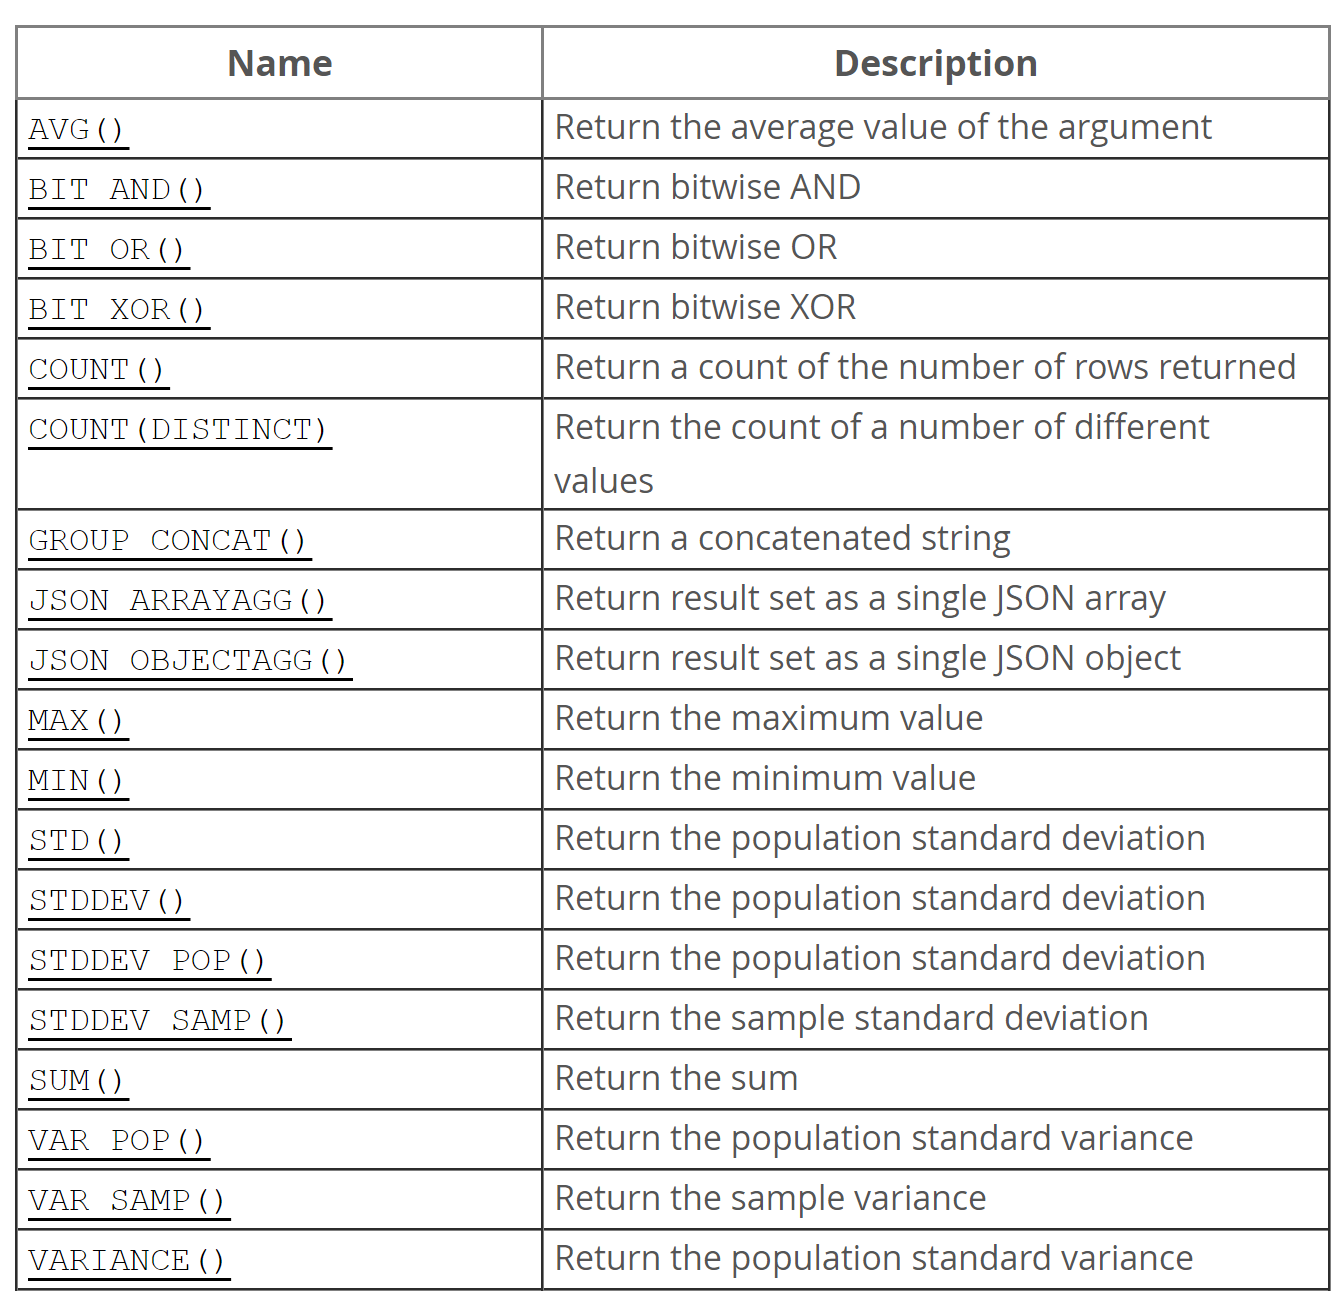 Name Description
AVG() Return the average value of the argument
BIT_AND() Return bitwise AND
BIT_OR() Return bitwise OR
BIT_XOR() Return bitwise XOR
COUNT() Return a count of the number of rows returned
COUNT(DISTINCT) Return the count of a number of different
values
GROUP_CONCAT() Return a concatenated string
JSON_ARRAYAGG() Return result set as a single JSON array
JSON_OBJECTAGG() Return result set as a single JSON object
MAX() Return the maximum value
MIN() Return the minimum value
STD() Return the population standard deviation
STDDEV() Return the population standard deviation
STDDEV_POP() Return the population standard deviation
STDDEV_SAMP() Return the sample standard deviation
SUM() Return the sum
VAR_POP() Return the population standard variance
VAR_SAMP() Return the sample variance
VARIANCE() Return the population standard variance